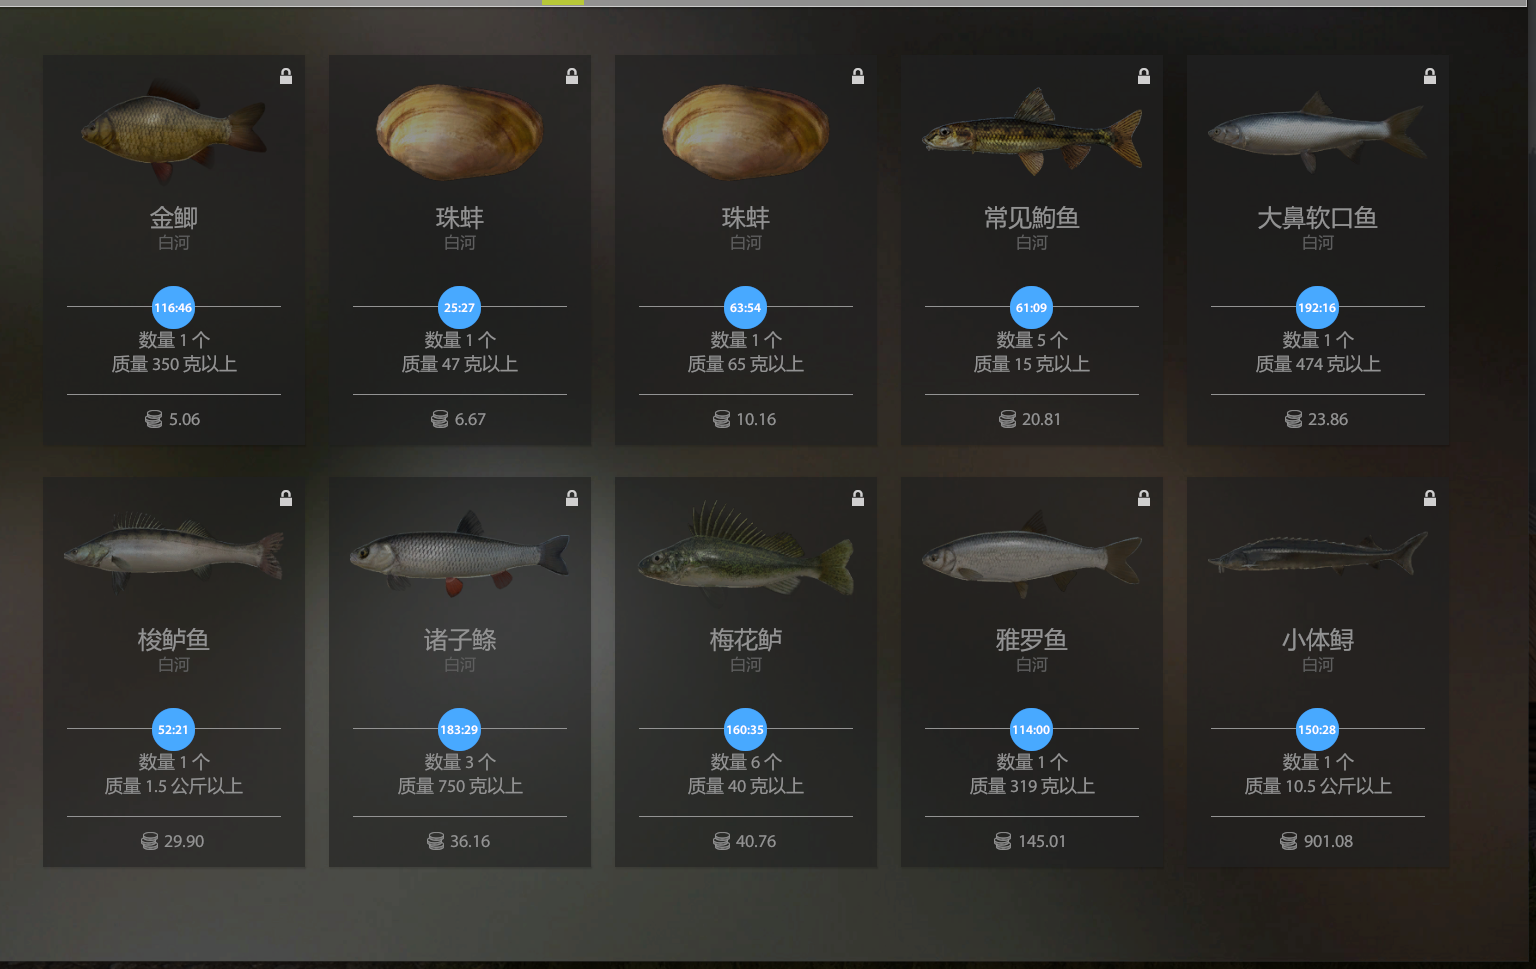 金鲫
白河
116:46
数量 1 个
质量 350 克以上
5.06
珠蚌
白河
25:27
数量 1 个
质量 47 克以上
6.67
珠蚌
白河
63:54
数量 1 个
质量 65 克以上
10.16
常见鮈鱼
白河
61:09
数量 5 个
质量 15 克以上
20.81
大鼻软口鱼
白河
192:16
数量 1 个
质量 474 克以上
23.86
梭鲈鱼
白河
52:21
数量 1 个
质量 1.5 公斤以上
29.90
诸子鲦
白河
183:29
数量 3 个
质量 750 克以上
36.16
梅花鲈
白河
160:35
数量 6 个
质量 40 克以上
40.76
雅罗鱼
白河
114:00
数量 1 个
质量 319 克以上
145.01
小体鲟
白河
150:28
数量 1 个
质量 10.5 公斤以上
901.08